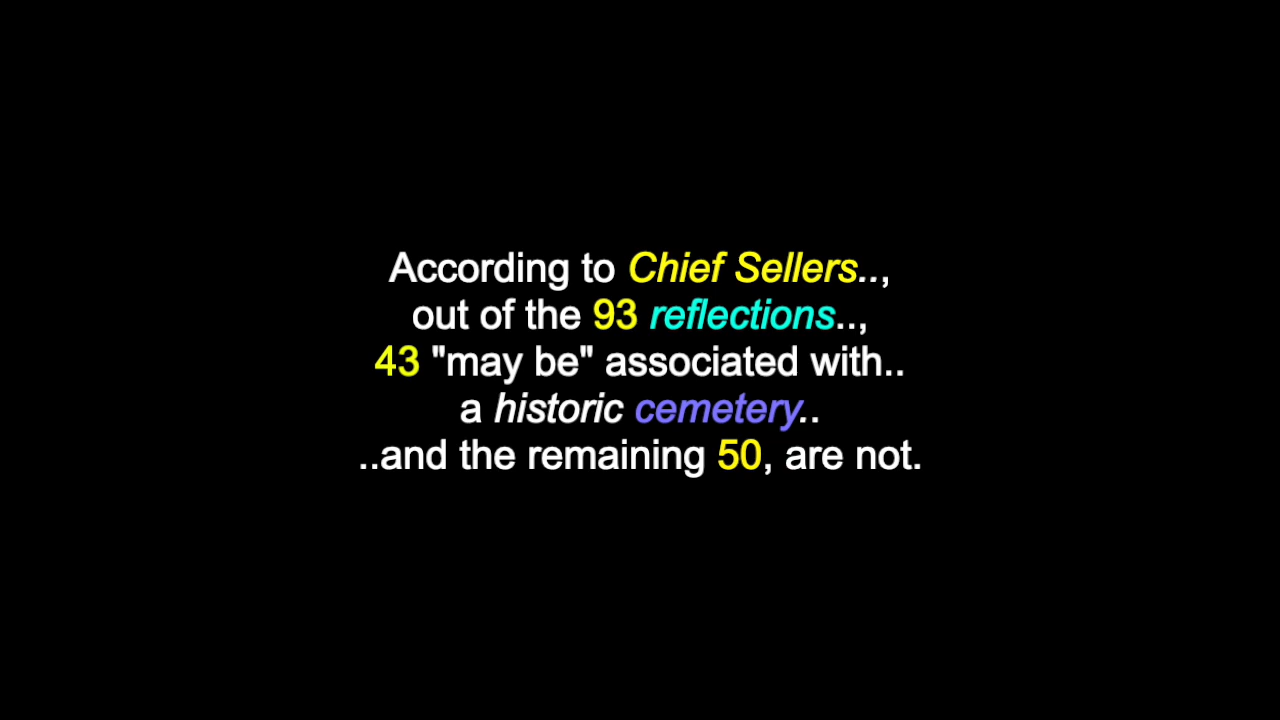 According to Chief Sellers..,
out of the 93 reflections..,
43 "may be" associated with..
a historic cemetery..
..and the remaining 50, are not.